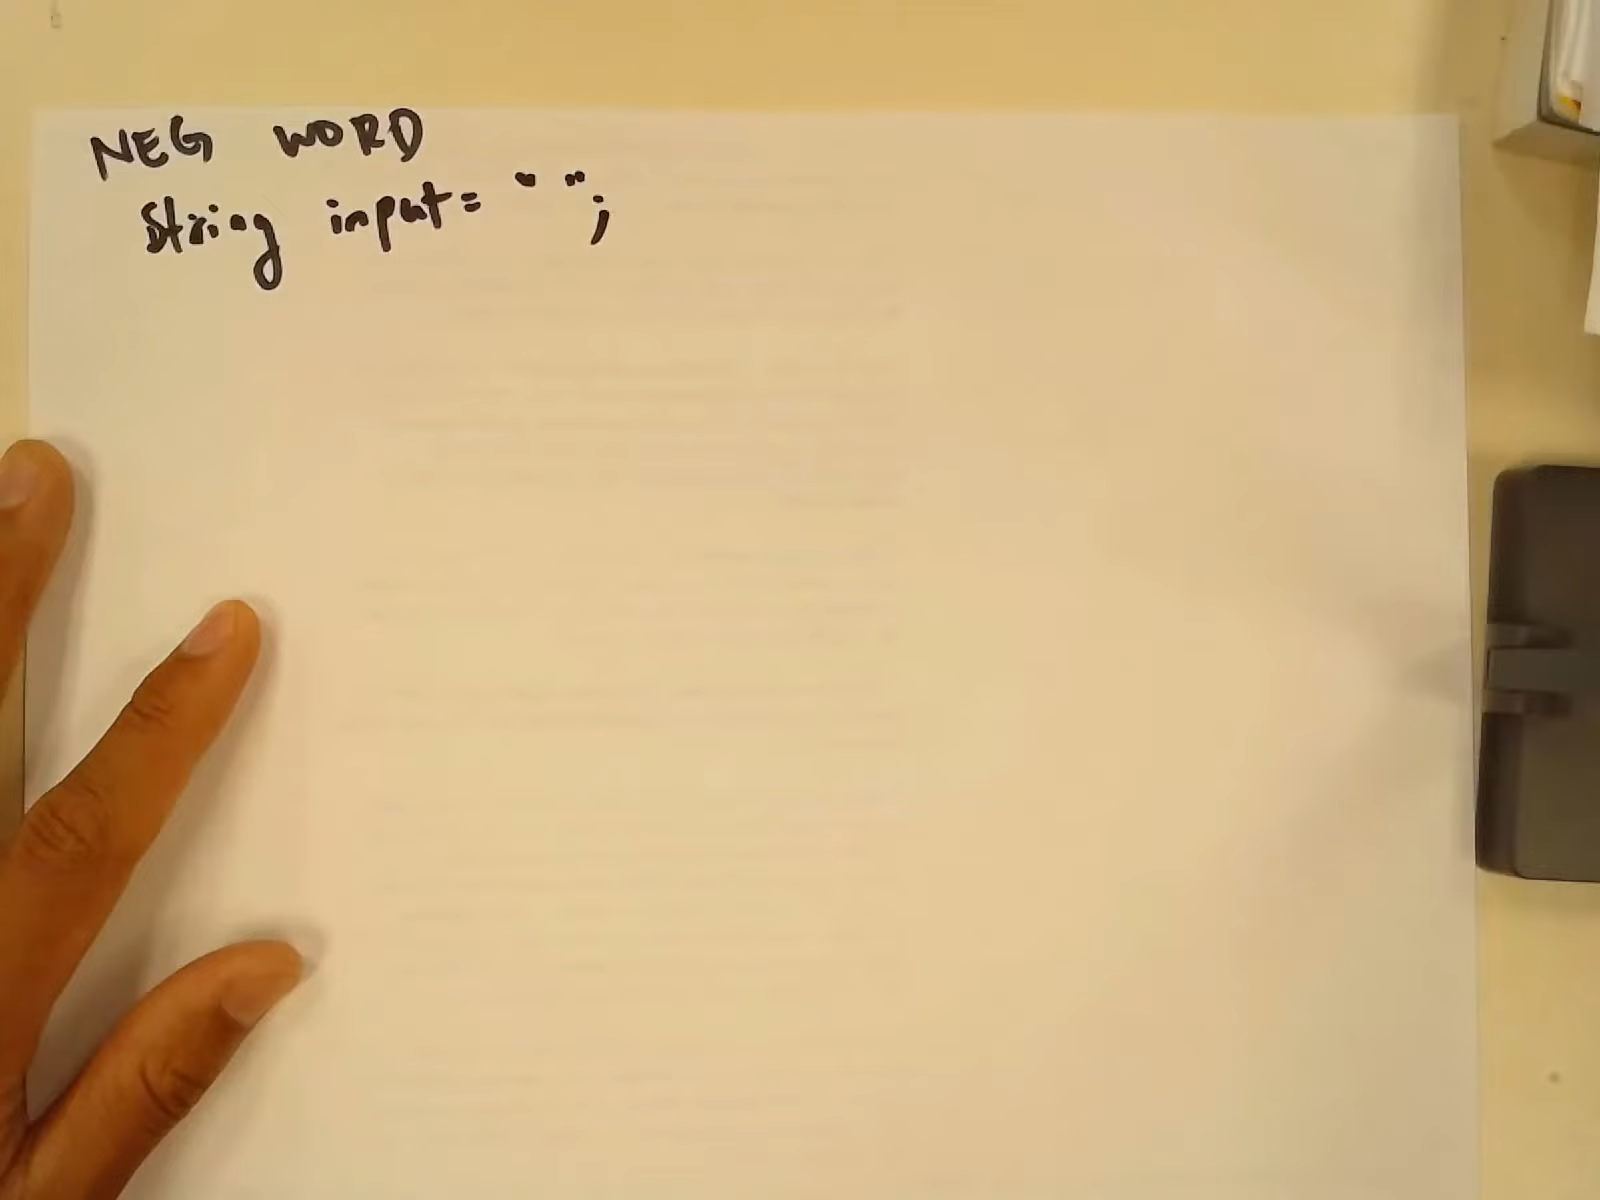 NEG WORD
String input = " ";